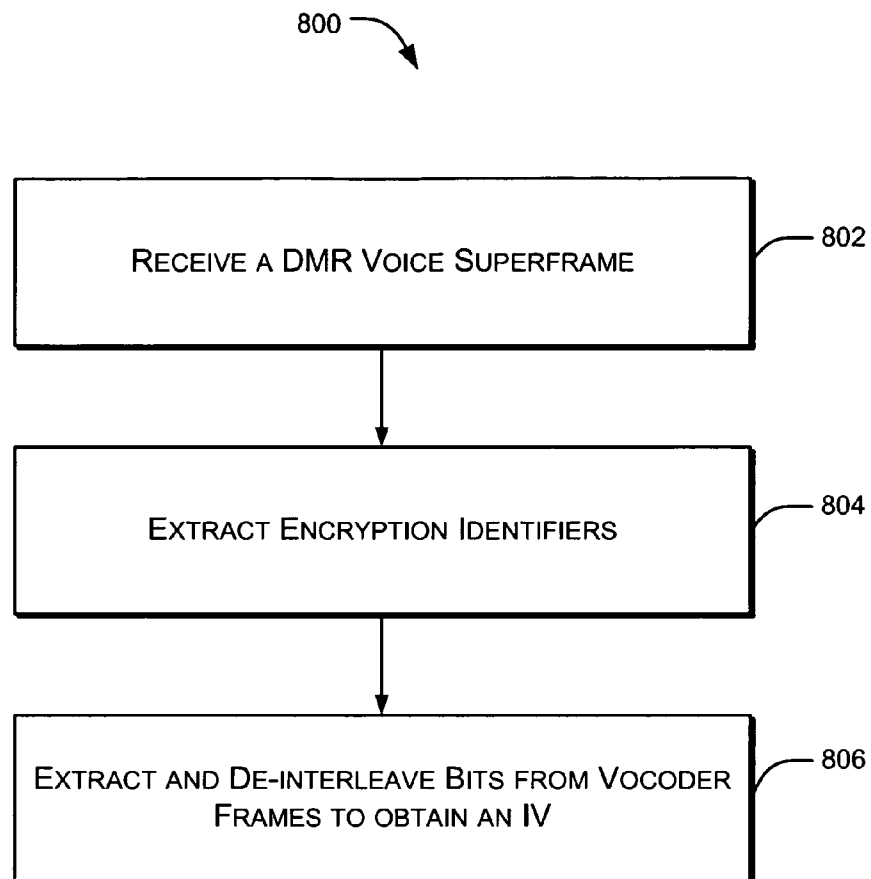 800
RECEIVE A DMR VOICE SUPERFRAME
802
EXTRACT ENCRYPTION IDENTIFIERS
804
EXTRACT AND DE-INTERLEAVE BITS FROM VOCODER
FRAMES TO OBTAIN AN IV
806